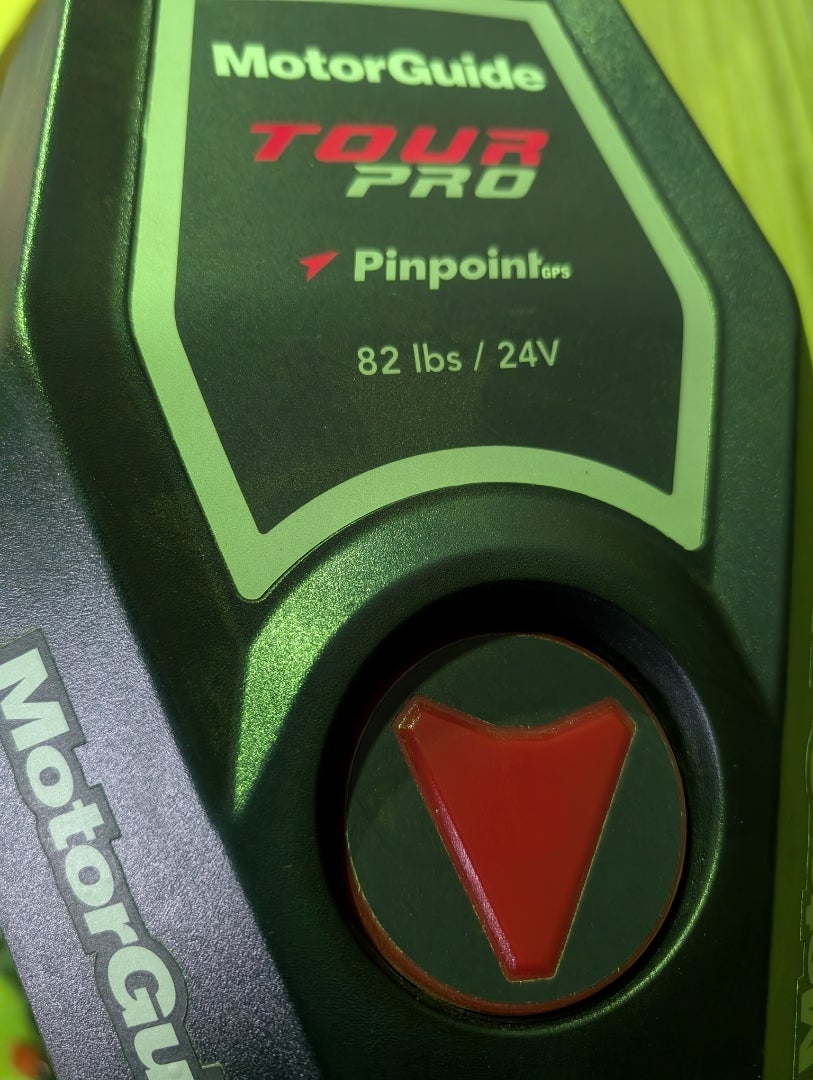 MotorGuide
TOUR
PRO
Pinpoint GPS
82 lbs / 24V
MotorGu